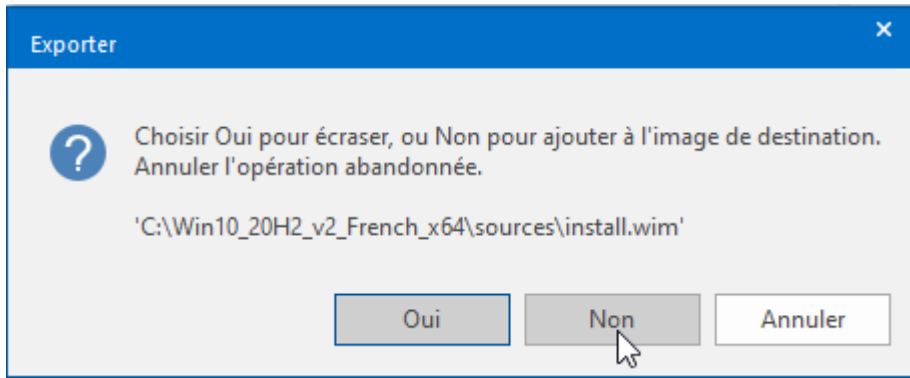 Exporter
Choisir Oui pour écraser, ou Non pour ajouter à l'image de destination.
Annuler l'opération abandonnée.
'C:\Win10_20H2_v2_French_x64\sources\install.wim'
Oui Non Annuler